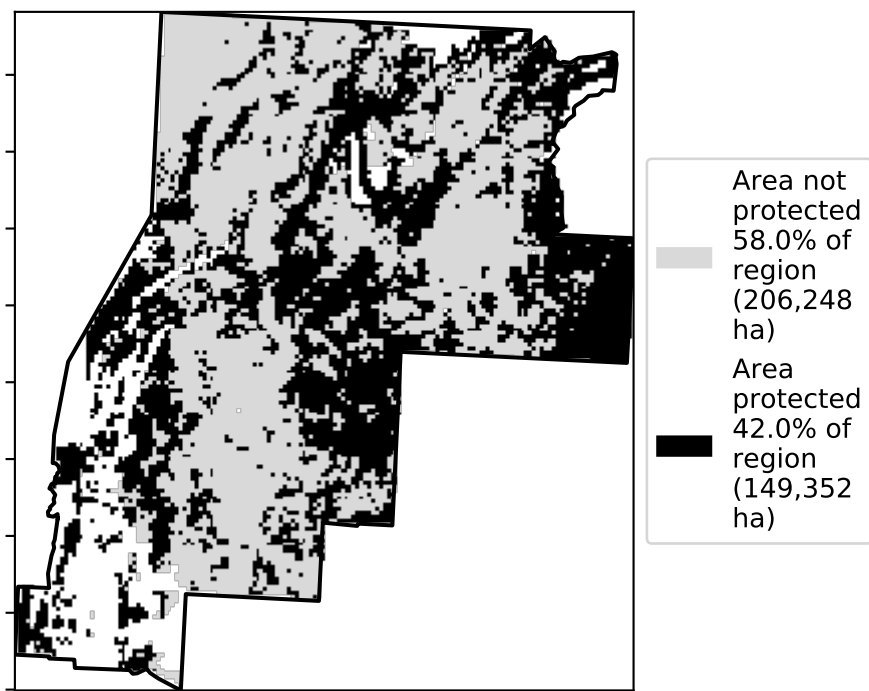 Area not
protected
58.0% of
region
(206,248
ha)
Area
protected
42.0% of
region
(149,352
ha)